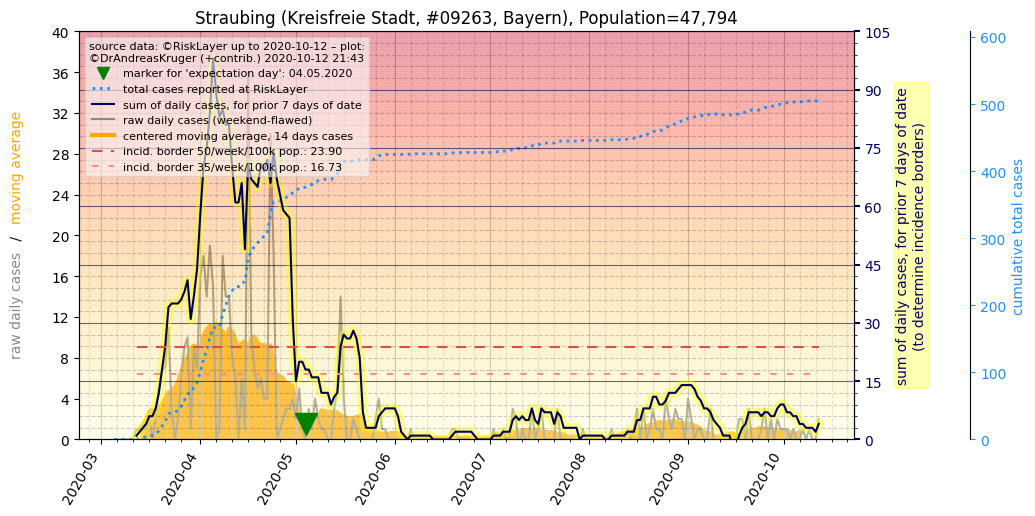 Straubing (Kreisfreie Stadt, #09263, Bayern), Population=47,794
source data: ©RiskLayer up to 2020-10-12 – plot:
©DrAndreasKruger (+contrib.) 2020-10-12 21:43
marker for 'expectation day': 04.05.2020
total cases reported at RiskLayer
sum of daily cases, for prior 7 days of date
raw daily cases (weekend-flawed)
centered moving average, 14 days cases
incid. border 50/week/100k pop.: 23.90
incid. border 35/week/100k pop.: 16.73
raw daily cases / moving average
40
36
32
28
24
20
16
12
8
4
0
2020-03
2020-04
2020-05
2020-06
2020-07
2020-08
2020-09
2020-10
105
90
75
60
45
30
15
0
sum of daily cases, for prior 7 days of date
(to determine incidence borders)
600
500
400
300
200
100
0
cumulative total cases